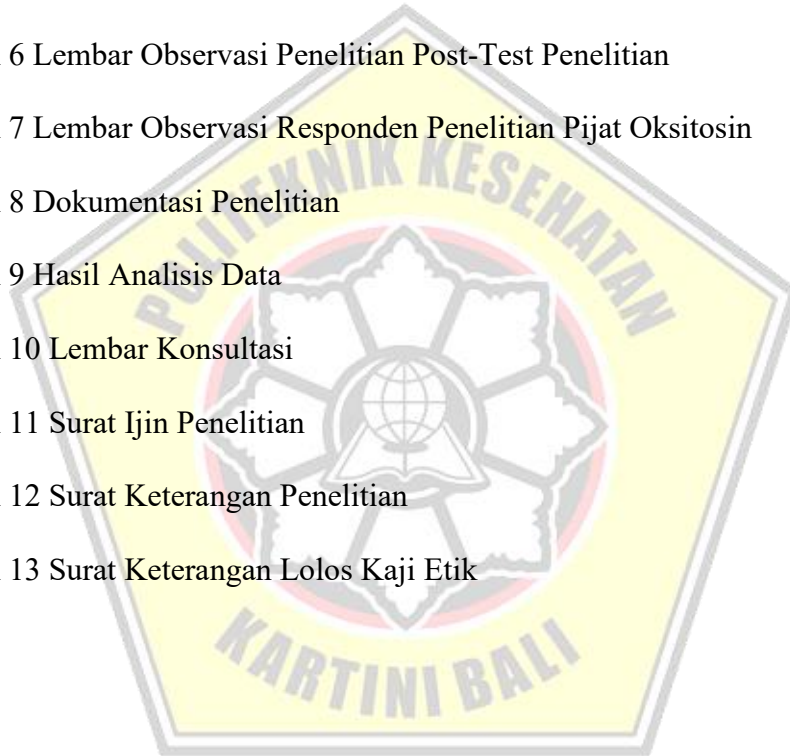 6 Lembar Observasi Penelitian Post-Test Penelitian
7 Lembar Observasi Responden Penelitian Pijat Oksitosin
POLITEKNIK KESEHATAN
8 Dokumentasi Penelitian
9 Hasil Analisis Data
10 Lembar Konsultasi
11 Surat Ijin Penelitian
12 Surat Keterangan Penelitian
13 Surat Keterangan Lolos Kaji Etik
KARTINI BALI